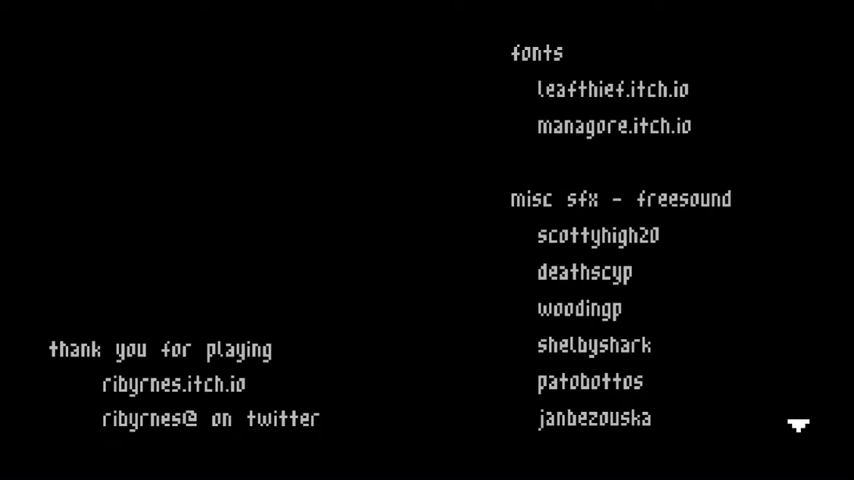 fonts
leafthief.itch.io
managore.itch.io
misc sfx - freesound
scottyhigh20
deathscyp
woodingp
shelbyshark
patobottos
janbezouska
thank you for playing
ribyrnes.itch.io
ribyrnes@ on twitter